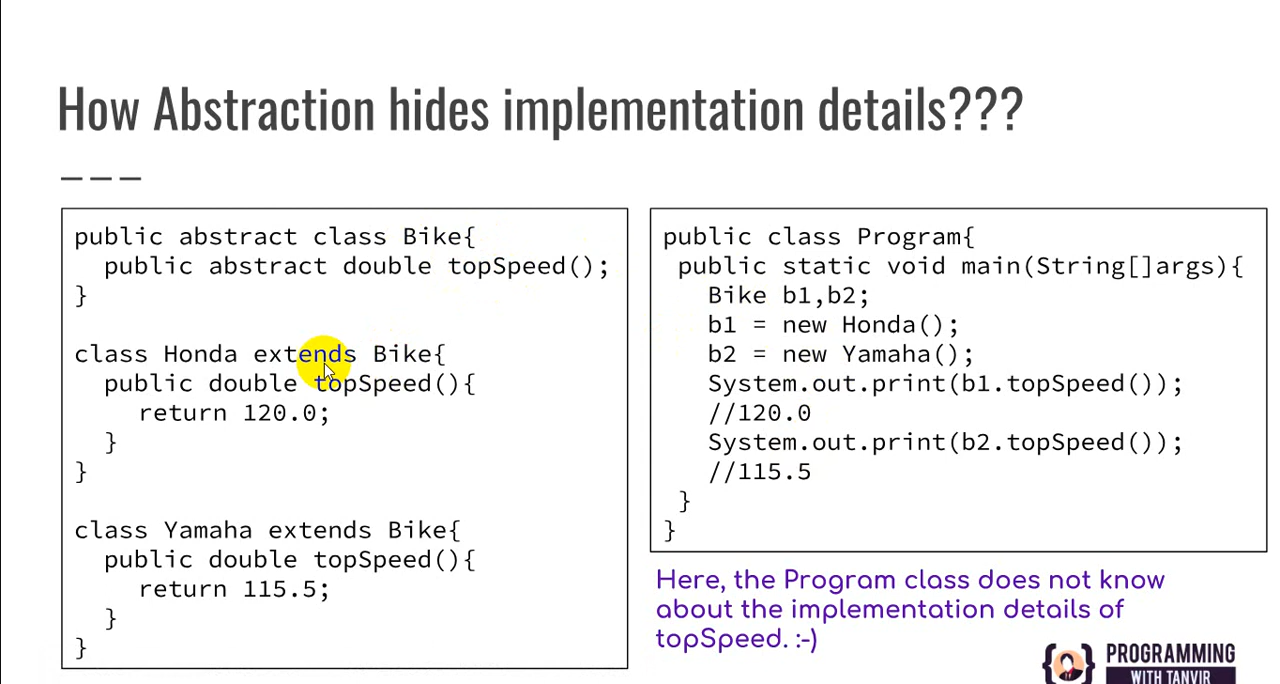 How Abstraction hides implementation details???
public abstract class Bike{
public abstract double topSpeed();
}
class Honda extends Bike{
public double topSpeed(){
return 120.0;
}
}
class Yamaha extends Bike{
public double topSpeed(){
return 115.5;
}
}
public class Program{
public static void main(String[]args){
Bike b1,b2;
b1 = new Honda();
b2 = new Yamaha();
System.out.print(b1.topSpeed());
//120.0
System.out.print(b2.topSpeed());
//115.5
}
}
Here, the Program class does not know
about the implementation details of
topSpeed. :-)
PROGRAMMING
WITH TANVIR